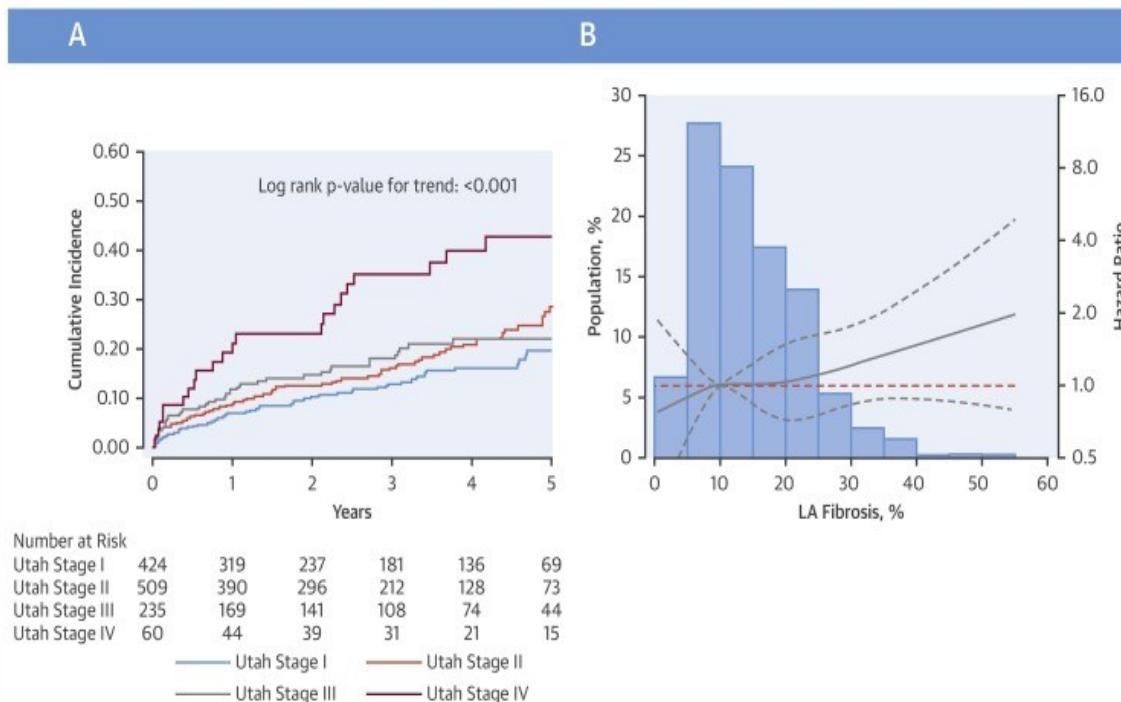 A
B
0.60
0.50
0.40
0.30
0.20
0.10
0.00
Cumulative Incidence
Log rank p-value for trend: <0.001
0 1 2 3 4 5
Years
Number at Risk
Utah Stage I 424 319 237 181 136 69
Utah Stage II 509 390 296 212 128 73
Utah Stage III 235 169 141 108 74 44
Utah Stage IV 60 44 39 31 21 15
Utah Stage I Utah Stage II
Utah Stage III Utah Stage IV
30
25
20
15
10
5
0
Population, %
16.0
8.0
4.0
2.0
1.0
0.5
Hazard Ratio
0 10 20 30 40 50 60
LA Fibrosis, %